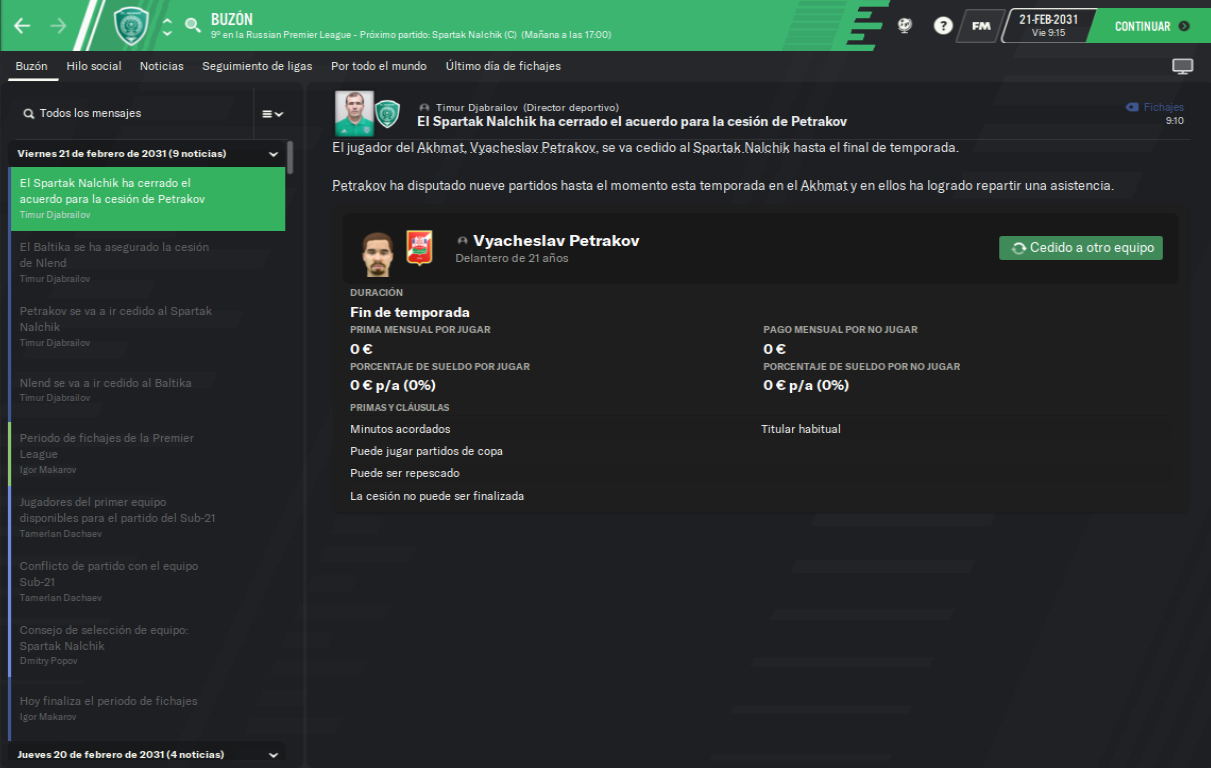 BUZÓN
9º en la Russian Premier League - Próximo partido: Spartak Nalchik (C) (Mañana a las 17:00)
?
FM
21-FEB-2031
Vie 9:15
CONTINUAR
Buzón
Hilo social
Noticias
Seguimiento de ligas
Por todo el mundo
Último día de fichajes
Todos los mensajes
Viernes 21 de febrero de 2031 (9 noticias)
El Spartak Nalchik ha cerrado el
acuerdo para la cesión de Petrakov
Timur Djabrailov
El Baltika se ha asegurado la cesión
de Nlend
Timur Djabrailov
Petrakov se va a ir cedido al Spartak
Nalchik
Timur Djabrailov
Nlend se va a ir cedido al Baltika
Timur Djabrailov
Periodo de fichajes de la Premier
League
Igor Makarov
Jugadores del primer equipo
disponibles para el partido del Sub-21
Tamerlan Dachaev
Conflicto de partido con el equipo
Sub-21
Tamerlan Dachaev
Consejo de selección de equipo:
Spartak Nalchik
Dmitry Popov
Hoy finaliza el periodo de fichajes
Igor Makarov
Jueves 20 de febrero de 2031 (4 noticias)
Timur Djabrailov (Director deportivo)
El Spartak Nalchik ha cerrado el acuerdo para la cesión de Petrakov
Fichajes
9:10
El jugador del Akhmat, Vyacheslav Petrakov, se va cedido al Spartak Nalchik hasta el final de temporada.
Petrakov ha disputado nueve partidos hasta el momento esta temporada en el Akhmat y en ellos ha logrado repartir una asistencia.
Vyacheslav Petrakov
Delantero de 21 años
Cedido a otro equipo
DURACIÓN
Fin de temporada
PRIMA MENSUAL POR JUGAR
PAGO MENSUAL POR NO JUGAR
0 €
0 €
PORCENTAJE DE SUELDO POR JUGAR
PORCENTAJE DE SUELDO POR NO JUGAR
0 € p/a (0%)
0 € p/a (0%)
PRIMAS Y CLÁUSULAS
Minutos acordados
Titular habitual
Puede jugar partidos de copa
Puede ser repescado
La cesión no puede ser finalizada